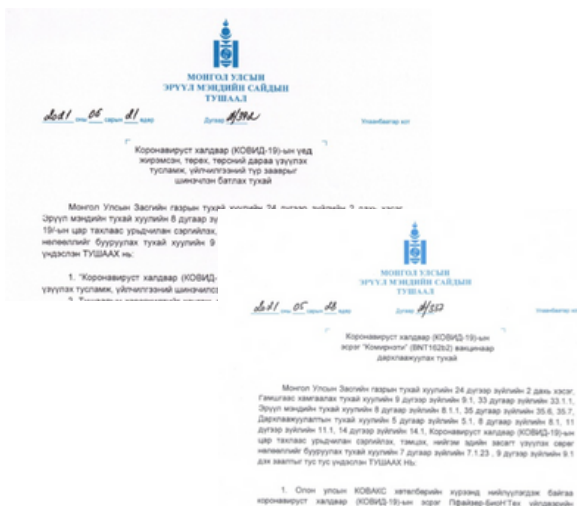 МОНГОЛ УЛСЫН
ЭРҮҮЛ МЭНДИЙН САЙДЫН
ТУШААЛ
2021 оны 06 сарын 21 өдөр Дугаар Улаанбаатар хот
Коронавируст халдвар (КОВИД-19)-ын үед
жирэмсэн, төрөх, төрсний дараа үзүүлэх
тусламж, үйлчилгээний түр зааврыг
шинэчлэн батлах тухай
Монгол Улсын Засгийн газрын тухай хуулийн 24 дүгээр зүйлийн 2 дахь хэсэг,
Эрүүл мэндийн тухай хуулийн 8 дугаар зү
19/-ын цар тахлаас урьдчилан сэргийлэх,
нөлөөллийг бууруулах тухай хуулийн 9
үндэслэн ТУШААХ нь:
1. "Коронавируст халдвар (КОВИД-
үзүүлэх тусламж, үйлчилгээний шинэчилсэ
МОНГОЛ УЛСЫН
ЭРҮҮЛ МЭНДИЙН САЙДЫН
ТУШААЛ
2021 оны 05 сарын 28 өдөр Дугаар А/332 Улаанбаатар хот
Коронавируст халдвар (КОВИД-19)-ын
эсрэг "Комирнэти" (BNT162b2) вакцинаар
дархлаажуулах тухай
Монгол Улсын Засгийн газрын тухай хуулийн 24 дүгээр зүйлийн 2 дахь хэсэг,
Гамшгаас хамгаалах тухай хуулийн 9 дүгээр зүйлийн 9.1, 33 дугаар зүйлийн 33.1.1,
Эрүүл мэндийн тухай хуулийн 8 дугаар зүйлийн 8.1.1, 35 дугаар зүйлийн 35.6, 35.7,
Дархлаажуулалтын тухай хуулийн 5 дугаар зүйлийн 5.1, 8 дугаар зүйлийн 8.1, 11
дүгээр зүйлийн 11.1, 14 дүгээр зүйлийн 14.1, Коронавируст халдвар (КОВИД-19)-ын
цар тахлаас урьдчилан сэргийлэх, тэмцэх, нийгэм эдийн засагт үзүүлэх сөрөг
нөлөөллийг бууруулах тухай хуулийн 7 дугаар зүйлийн 7.1.23 , 9 дүгээр зүйлийн 9.1
дэх заалтыг тус тус үндэслэн ТУШААХ НЬ:
1. Олон улсын КОВАКС хөтөлбөрийн хүрээнд нийлүүлэгдэж байгаа
коронавируст халдвар (КОВИД-19)-ын эсрэг Пфайзер-БиоНТех үйлдвэрийн